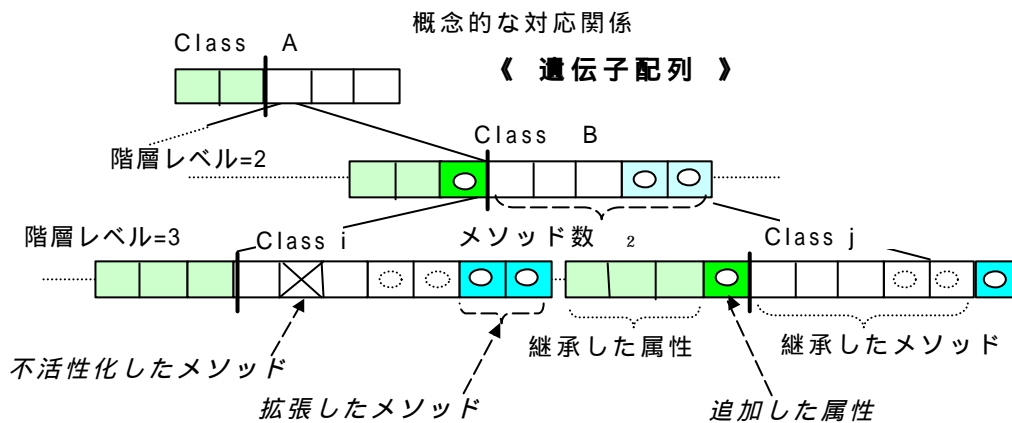 概念的な対応関係
Class A
《 遺伝子配列 》
Class B
階層レベル=2
階層レベル=3
Class i
メソッド数 2
Class j
継承した属性
継承したメソッド
不活性化したメソッド
拡張したメソッド
追加した属性